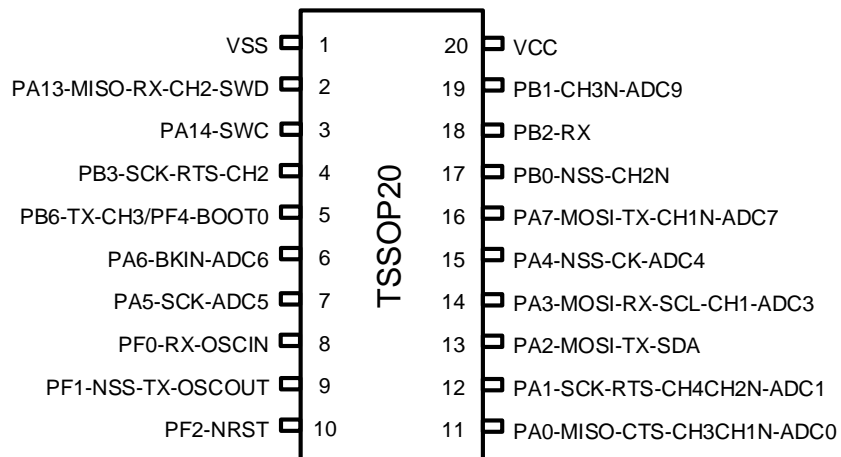 VSS 1 20 VCC
PA13-MISO-RX-CH2-SWD 2 19 PB1-CH3N-ADC9
PA14-SWC 3 18 PB2-RX
PB3-SCK-RTS-CH2 4 17 PB0-NSS-CH2N
PB6-TX-CH3/PF4-BOOT0 5 16 PA7-MOSI-TX-CH1N-ADC7
PA6-BKIN-ADC6 6 15 PA4-NSS-CK-ADC4
PA5-SCK-ADC5 7 14 PA3-MOSI-RX-SCL-CH1-ADC3
PF0-RX-OSCIN 8 13 PA2-MOSI-TX-SDA
PF1-NSS-TX-OSCOUT 9 12 PA1-SCK-RTS-CH4CH2N-ADC1
PF2-NRST 10 11 PA0-MISO-CTS-CH3CH1N-ADC0
TSSOP20